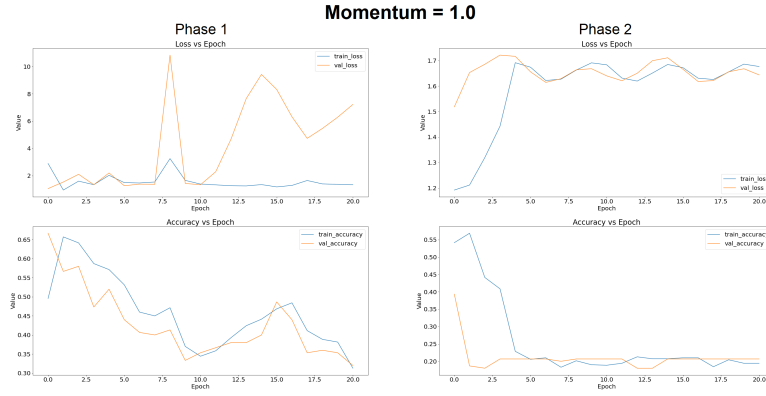 Momentum = 1.0
Phase 1
Phase 2
Loss vs Epoch
train_loss
val_loss
10
8
6
4
2
Value
0.0 2.5 5.0 7.5 10.0 12.5 15.0 17.5 20.0
Epoch
Loss vs Epoch
1.7
1.6
1.5
1.4
1.3
1.2
Value
train_loss
val_loss
0.0 2.5 5.0 7.5 10.0 12.5 15.0 17.5 20.0
Epoch
Accuracy vs Epoch
train_accuracy
val_accuracy
0.65
0.60
0.55
0.50
0.45
0.40
0.35
0.30
Value
0.0 2.5 5.0 7.5 10.0 12.5 15.0 17.5 20.0
Epoch
Accuracy vs Epoch
train_accuracy
val_accuracy
0.55
0.50
0.45
0.40
0.35
0.30
0.25
0.20
Value
0.0 2.5 5.0 7.5 10.0 12.5 15.0 17.5 20.0
Epoch